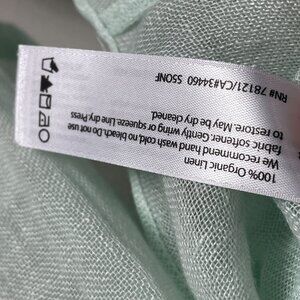 100% Organic Linen
We recommend hand wash cold, no bleach. Do not use
fabric softener. Gently wring or squeeze. Line dry. Press
to restore. May be dry cleaned.
RN# 78121/CA#34460 S5ONF